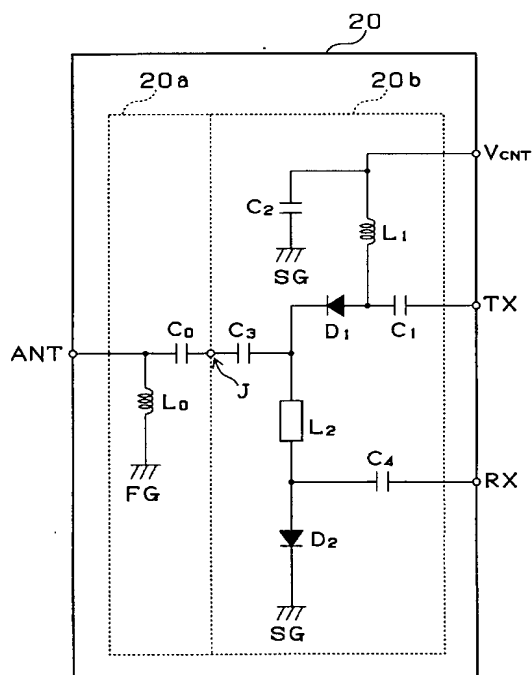 20
20a
20b
VCNT
C2
L1
SG
TX
D1
C1
C0
C3
ANT
J
L0
L2
C4
RX
FG
D2
SG